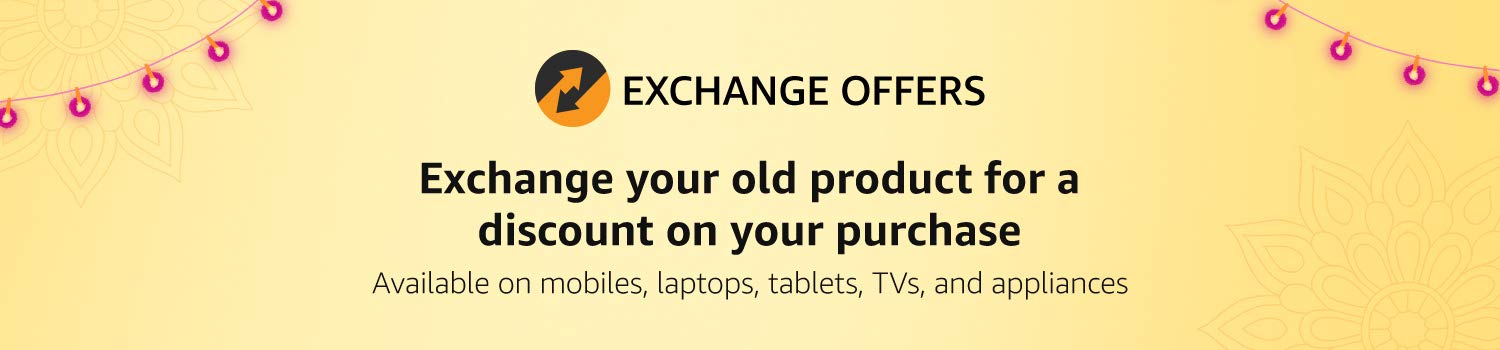 EXCHANGE OFFERS
Exchange your old product for a
discount on your purchase
Available on mobiles, laptops, tablets, TVs, and appliances